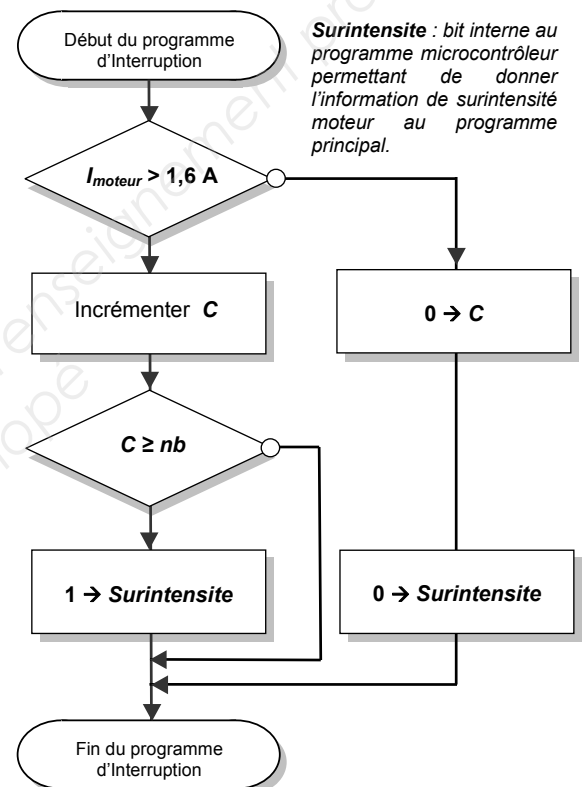 Début du programme
d'Interruption
Surintensite : bit interne au
programme microcontrôleur
permettant de donner
l'information de surintensité
moteur au programme
principal.
I_moteur > 1,6 A
Incrémenter C
0 → C
C ≥ nb
1 → Surintensite
0 → Surintensite
Fin du programme
d'Interruption